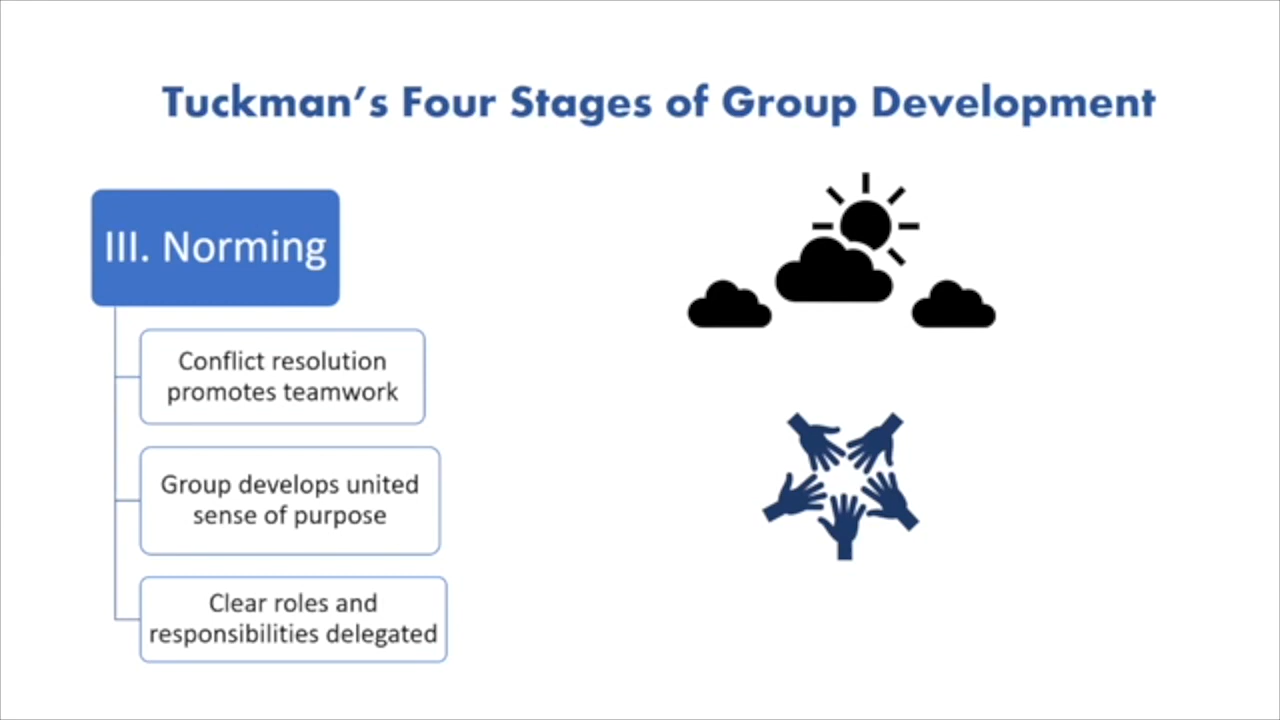 Tuckman’s Four Stages of Group Development
III. Norming
Conflict resolution
promotes teamwork
Group develops united
sense of purpose
Clear roles and
responsibilities delegated